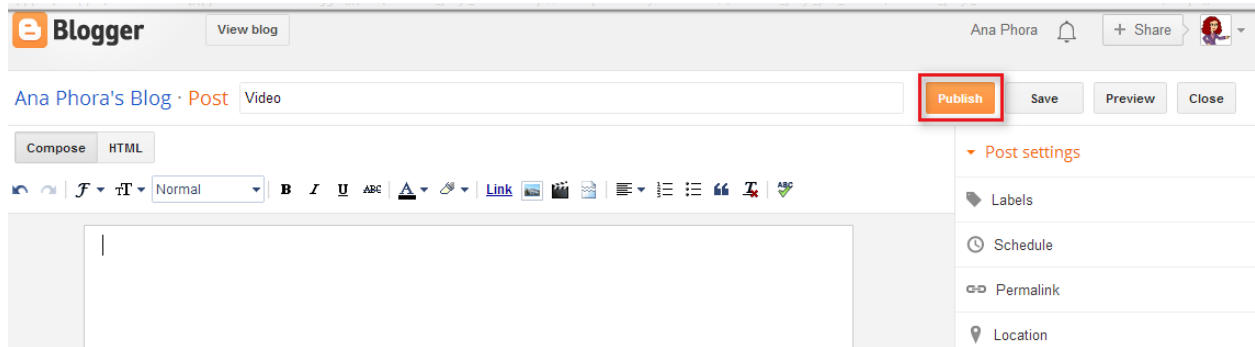 Blogger View blog Ana Phora + Share
Ana Phora's Blog · Post Video Publish Save Preview Close
Compose HTML
Post settings
F T Normal B I U ABC A Link ABC
Labels
Schedule
Permalink
Location